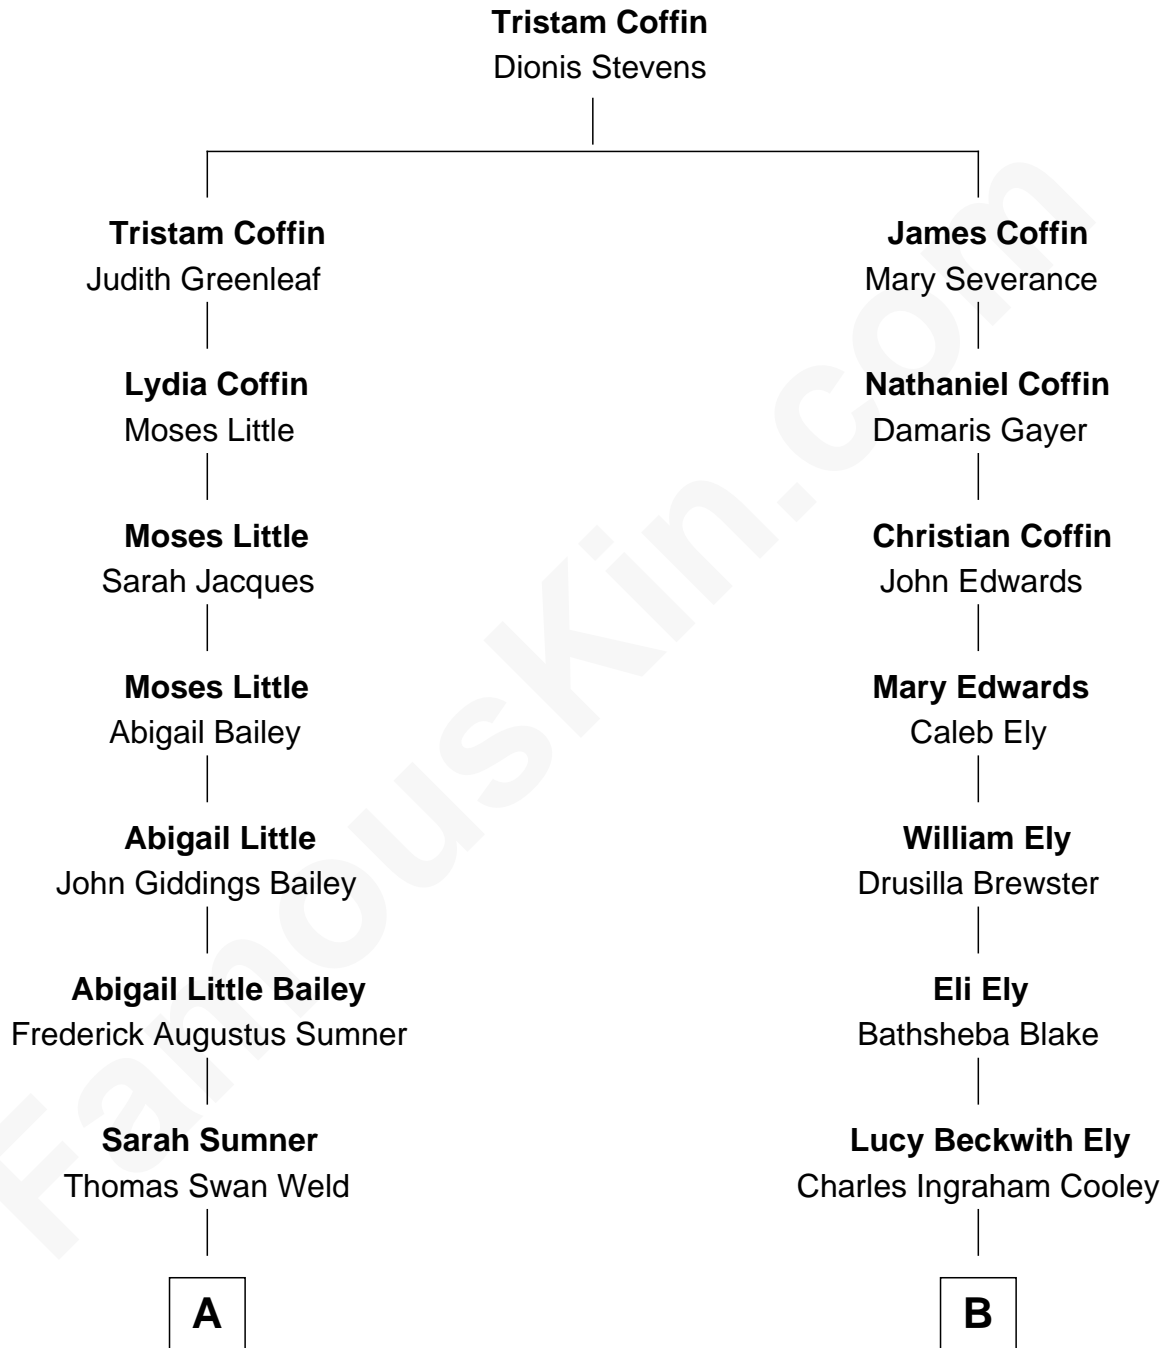 Tristam Coffin
Dionis Stevens
Tristam Coffin
Judith Greenleaf
James Coffin
Mary Severance
Lydia Coffin
Moses Little
Nathaniel Coffin
Damaris Gayer
Moses Little
Sarah Jacques
Christian Coffin
John Edwards
Moses Little
Abigail Bailey
Mary Edwards
Caleb Ely
Abigail Little
John Giddings Bailey
William Ely
Drusilla Brewster
Abigail Little Bailey
Frederick Augustus Sumner
Eli Ely
Bathsheba Blake
Sarah Sumner
Thomas Swan Weld
Lucy Beckwith Ely
Charles Ingraham Cooley
A
B
FamousKin.com